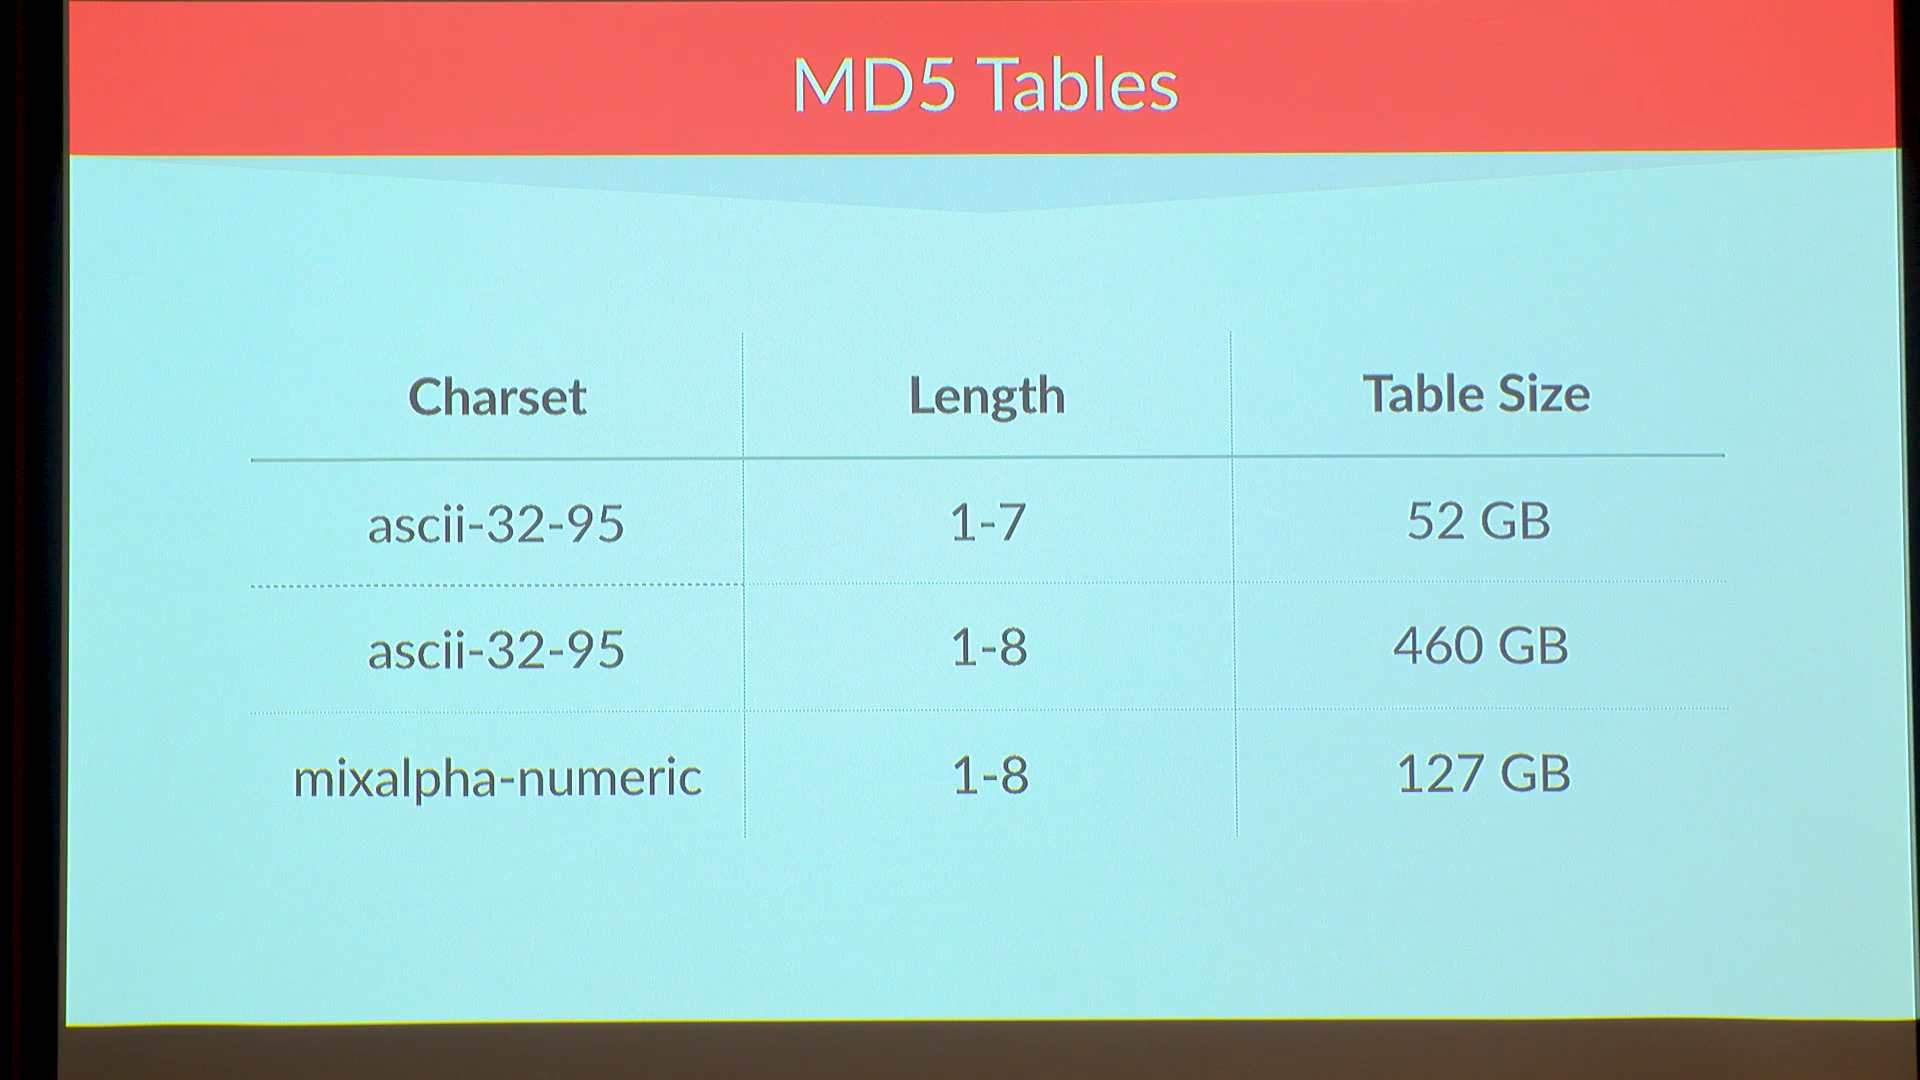 MD5 Tables
Charset Length Table Size
ascii-32-95 1-7 52 GB
ascii-32-95 1-8 460 GB
mixalpha-numeric 1-8 127 GB